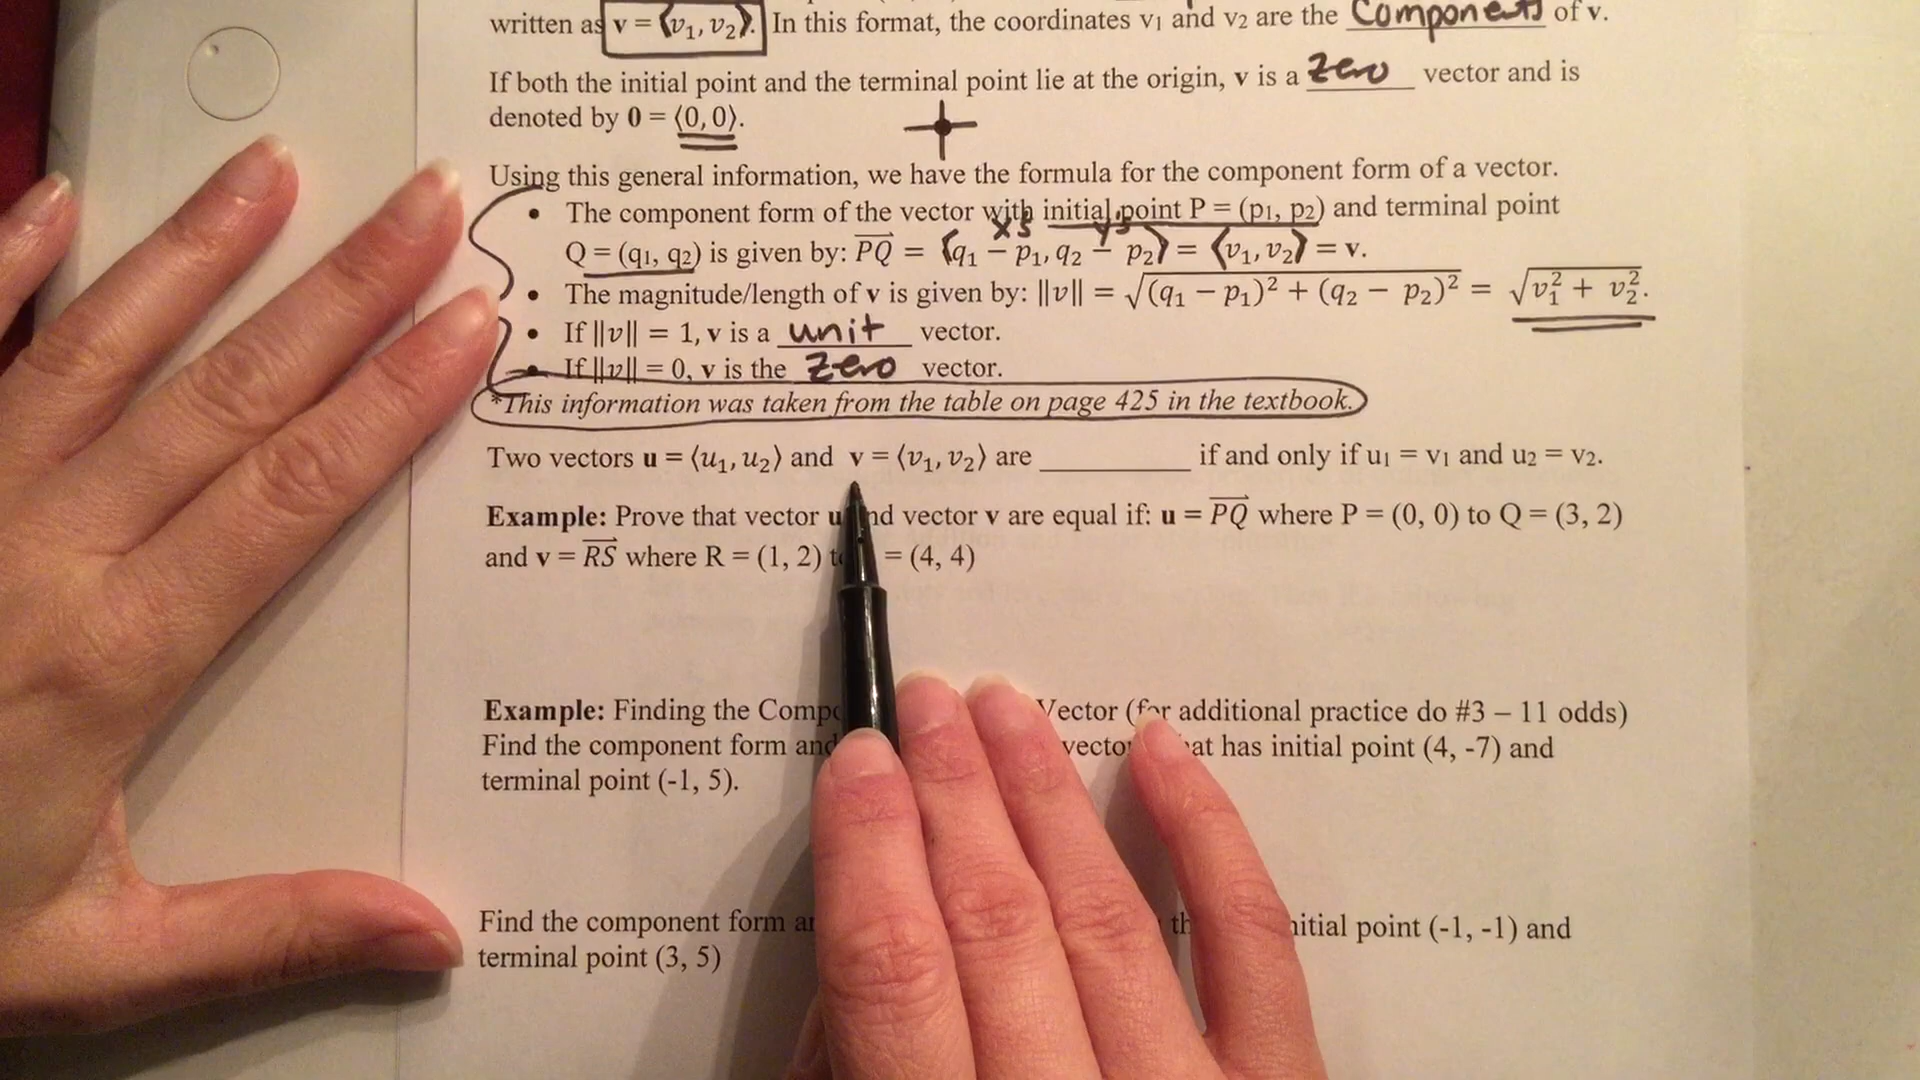 written as v = ⟨v₁, v₂⟩. In this format, the coordinates v₁ and v₂ are the Components of v.
If both the initial point and the terminal point lie at the origin, v is a zero vector and is
denoted by 0 = ⟨0, 0⟩.
Using this general information, we have the formula for the component form of a vector.
• The component form of the vector with initial point P = (p₁, p₂) and terminal point
x's y's
Q = (q₁, q₂) is given by: PQ⃗ = ⟨q₁ − p₁, q₂ − p₂⟩ = ⟨v₁, v₂⟩ = v.
• The magnitude/length of v is given by: ||v|| = √((q₁ − p₁)² + (q₂ − p₂)²) = √(v₁² + v₂²).
• If ||v|| = 1, v is a unit vector.
• If ||v|| = 0, v is the zero vector.
*This information was taken from the table on page 425 in the textbook.
Two vectors u = ⟨u₁, u₂⟩ and v = ⟨v₁, v₂⟩ are ________ if and only if u₁ = v₁ and u₂ = v₂.
Example: Prove that vector u and vector v are equal if: u = PQ⃗ where P = (0, 0) to Q = (3, 2)
and v = RS⃗ where R = (1, 2) = (4, 4)
Example: Finding the Vector (for additional practice do #3 – 11 odds)
Find the component form and has initial point (4, -7) and
terminal point (-1, 5).
Find the component form initial point (-1, -1) and
terminal point (3, 5)